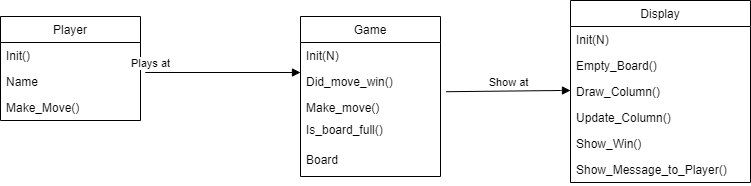 Player
Init()
Name
Make_Move()
Plays at
Game
Init(N)
Did_move_win()
Make_move()
Is_board_full()
Board
Show at
Display
Init(N)
Empty_Board()
Draw_Column()
Update_Column()
Show_Win()
Show_Message_to_Player()